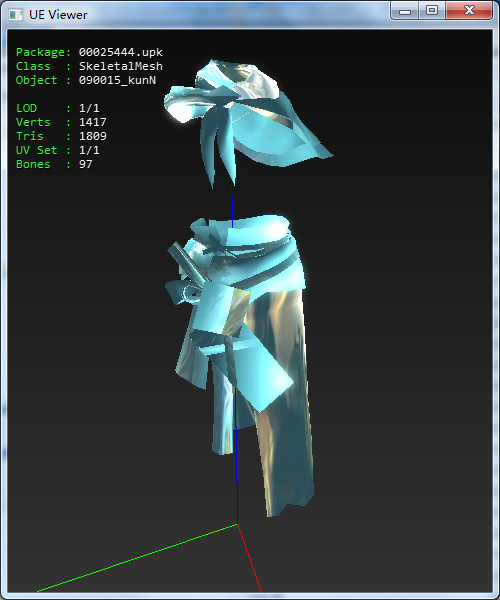 UE Viewer
Package: 00025444.upk
Class : SkeletalMesh
Object : 090015_kunN
LOD : 1/1
Verts : 1417
Tris : 1809
UV Set : 1/1
Bones : 97